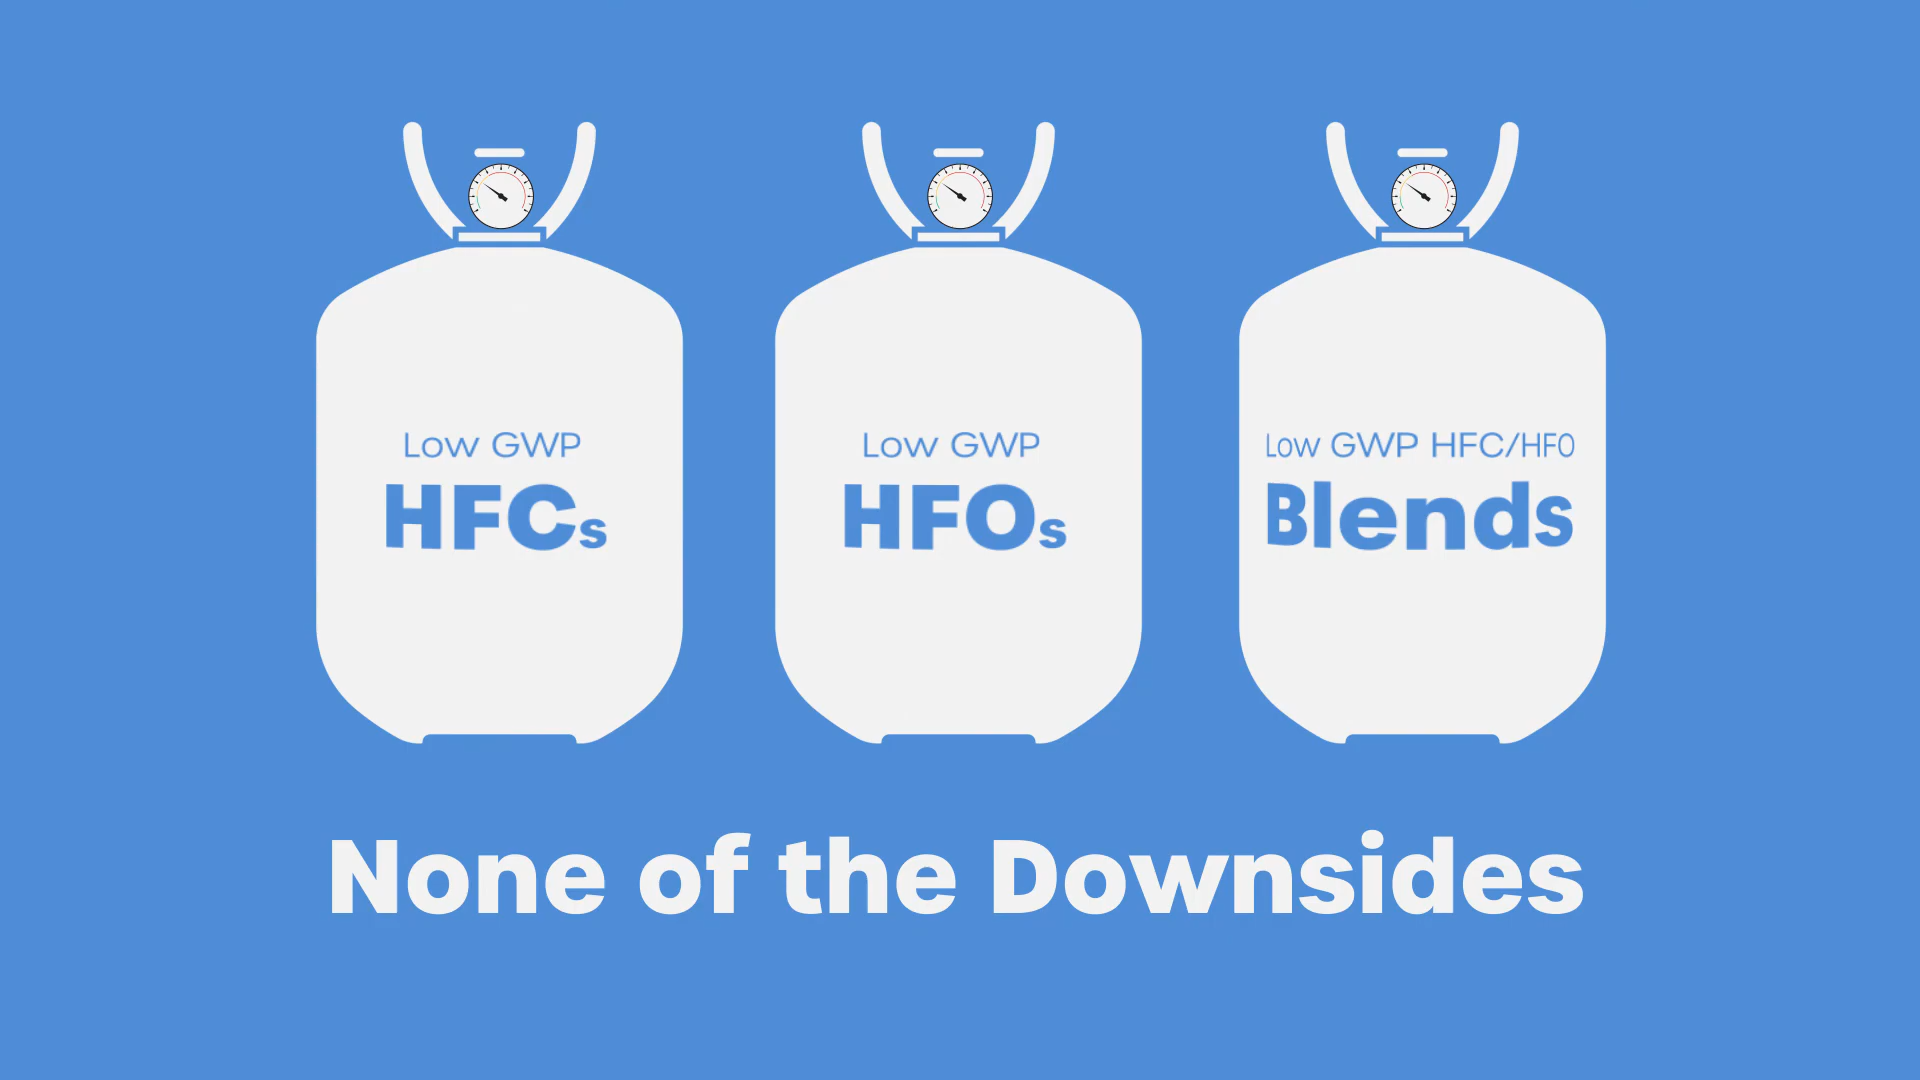 Low GWP
HFCs
Low GWP
HFOs
Low GWP HFC/HFO
Blends
None of the Downsides